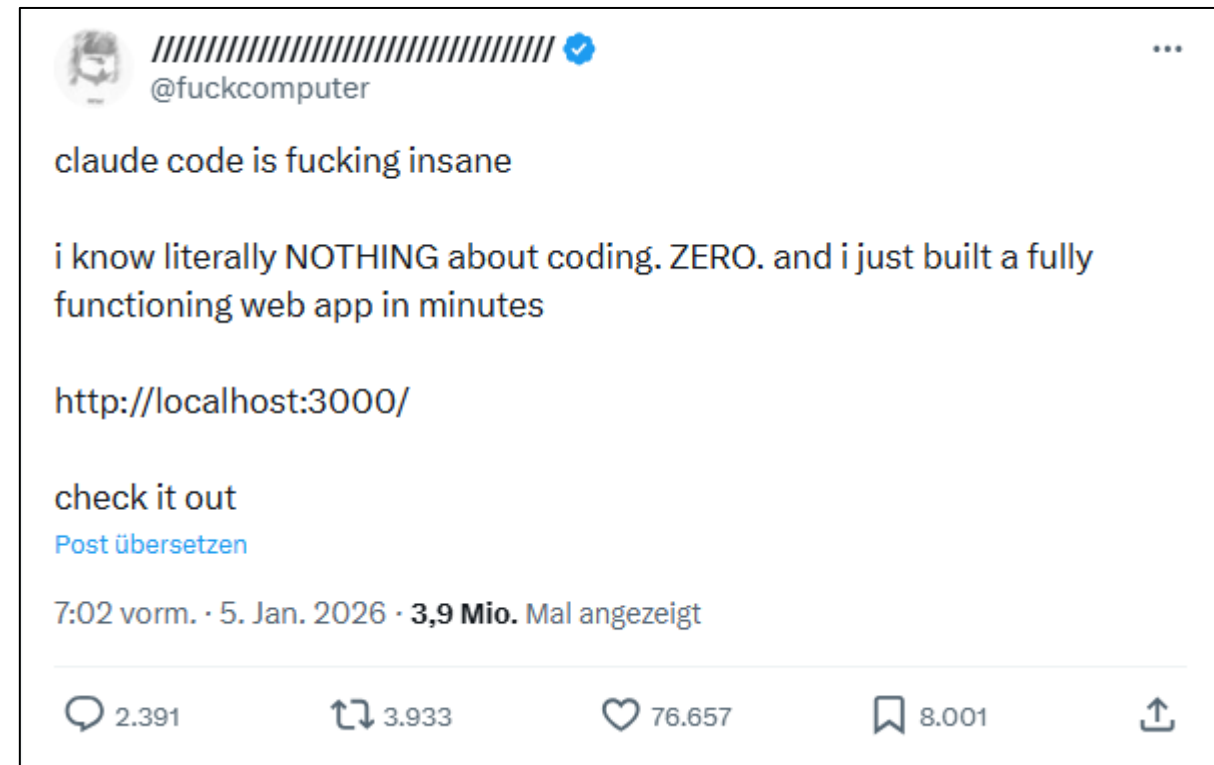 //////////////////////////////////////
@fuckcomputer
claude code is fucking insane
i know literally NOTHING about coding. ZERO. and i just built a fully
functioning web app in minutes
http://localhost:3000/
check it out
Post übersetzen
7:02 vorm. · 5. Jan. 2026 · 3,9 Mio. Mal angezeigt
2.391 3.933 76.657 8.001